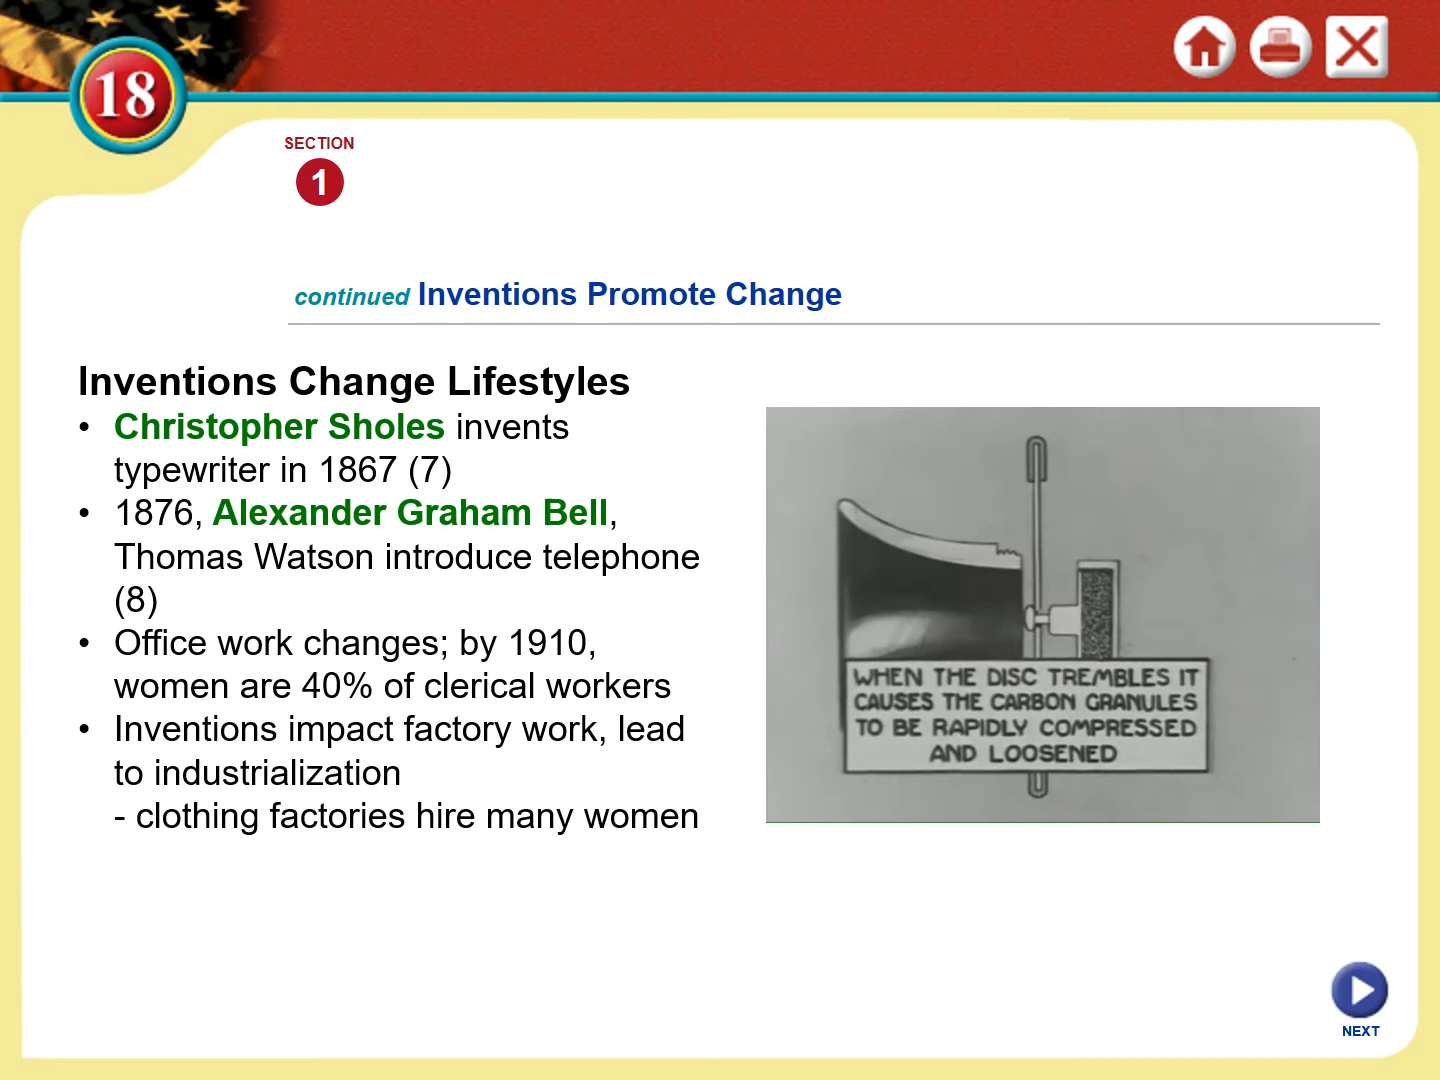 18
SECTION
1
continued Inventions Promote Change
Inventions Change Lifestyles
• Christopher Sholes invents
typewriter in 1867 (7)
• 1876, Alexander Graham Bell,
Thomas Watson introduce telephone
(8)
• Office work changes; by 1910,
women are 40% of clerical workers
• Inventions impact factory work, lead
to industrialization
- clothing factories hire many women
WHEN THE DISC TREMBLES IT
CAUSES THE CARBON GRANULES
TO BE RAPIDLY COMPRESSED
AND LOOSENED
NEXT